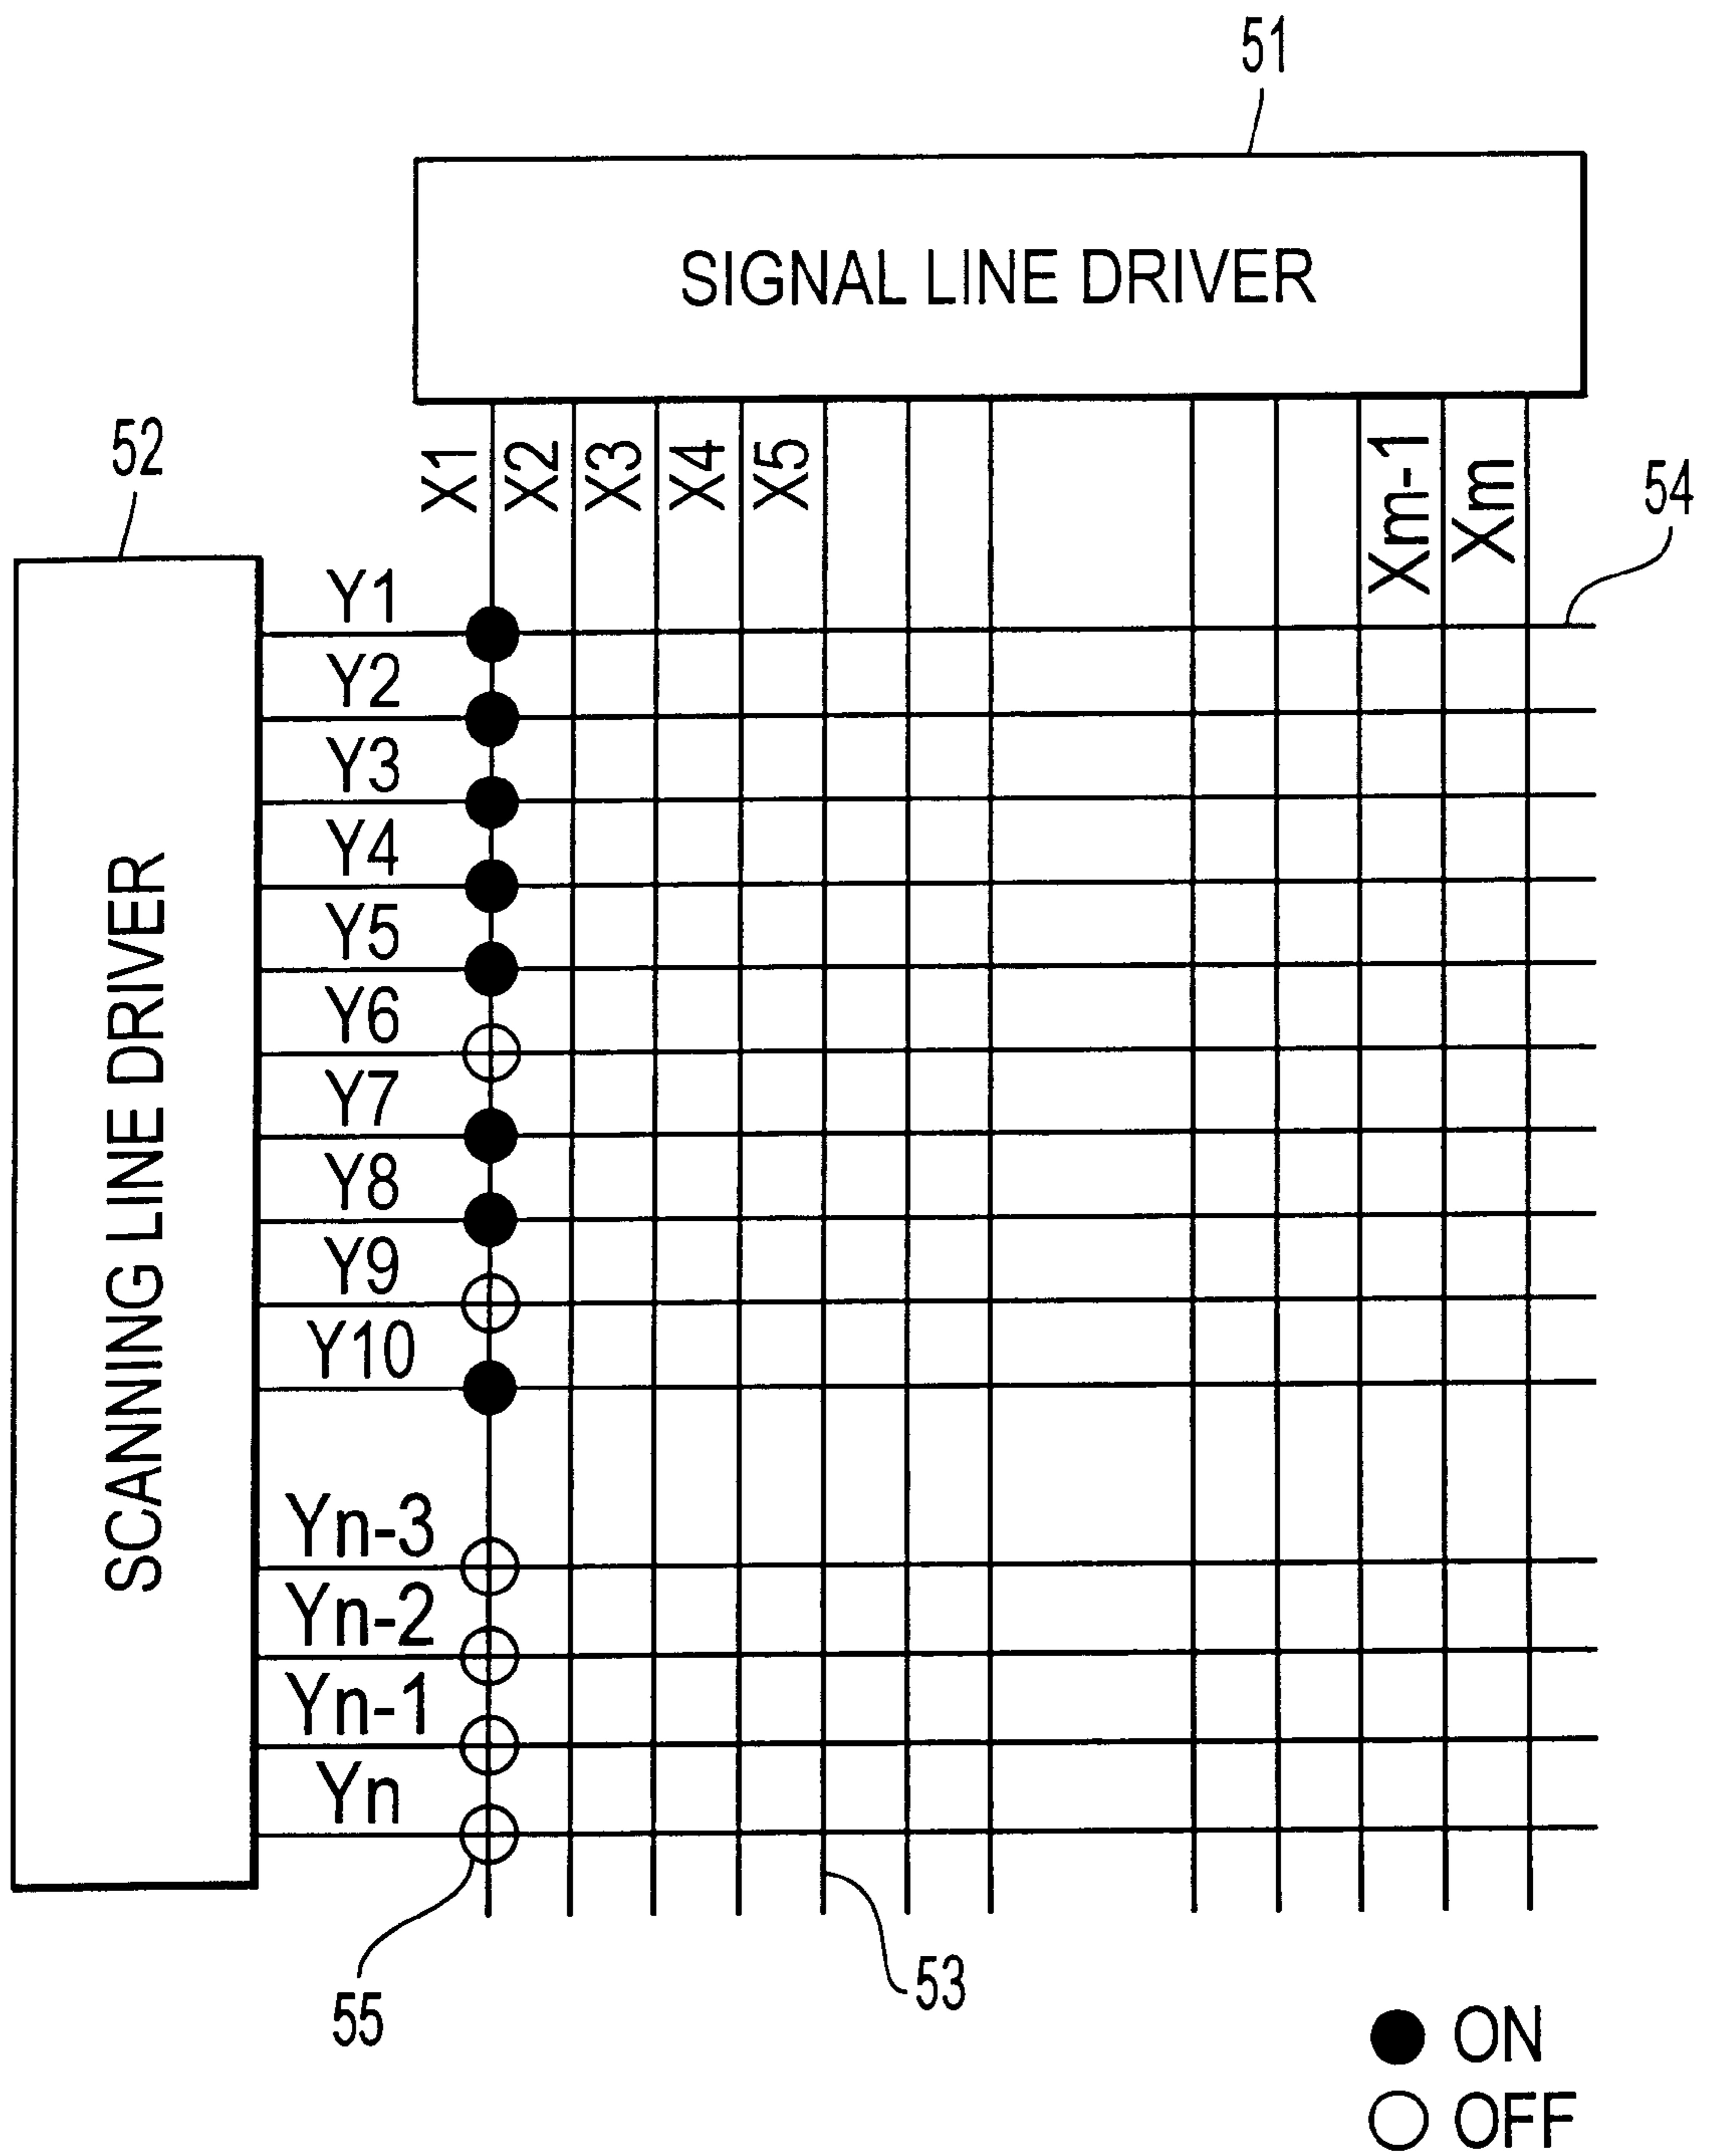 51
SIGNAL LINE DRIVER
52
X1
X2
X3
X4
X5
Xm-1
Xm
54
SCANNING LINE DRIVER
Y1
Y2
Y3
Y4
Y5
Y6
Y7
Y8
Y9
Y10
Yn-3
Yn-2
Yn-1
Yn
55
53
ON
OFF